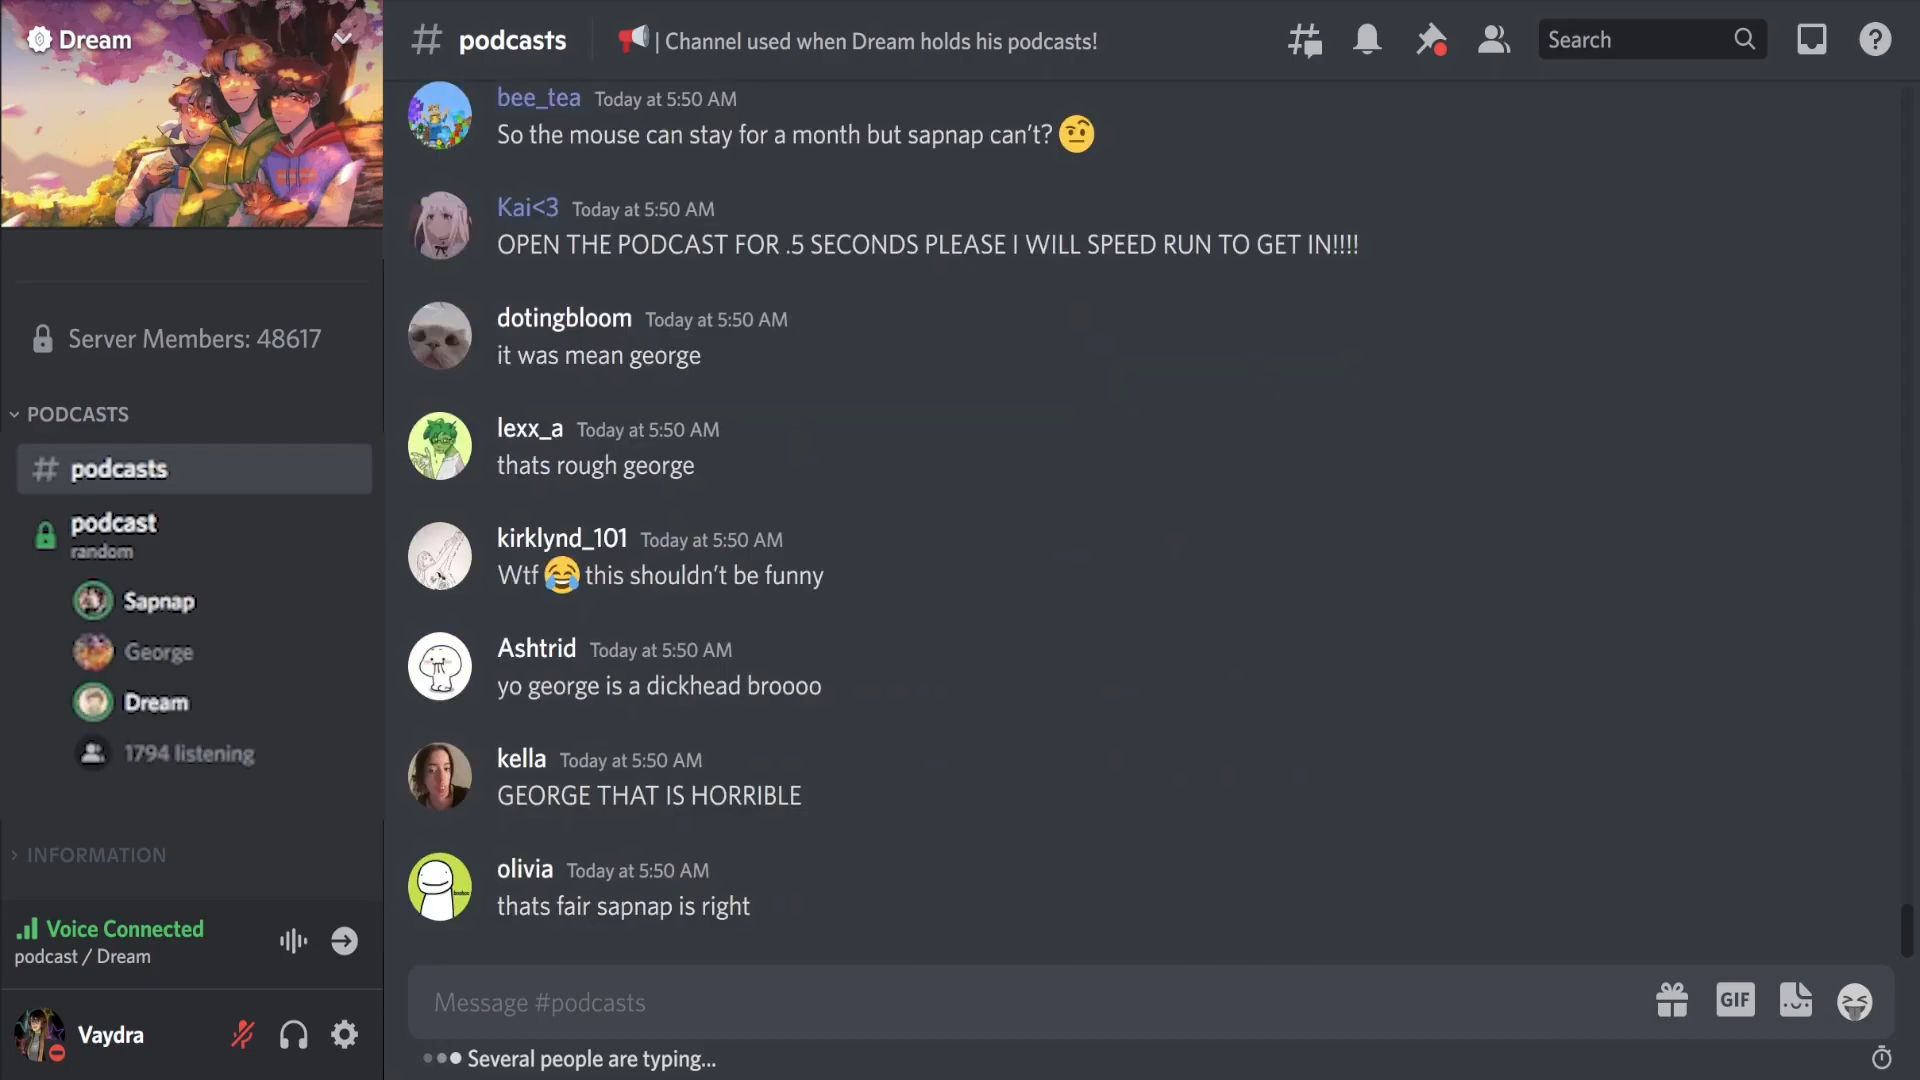 Dream
Server Members: 48617
PODCASTS
podcasts
podcast
random
Sapnap
George
Dream
1794 listening
INFORMATION
Voice Connected
podcast / Dream
Vaydra
podcasts
| Channel used when Dream holds his podcasts!
Search
bee_tea Today at 5:50 AM
So the mouse can stay for a month but sapnap can't? 🤨
Kai<3 Today at 5:50 AM
OPEN THE PODCAST FOR .5 SECONDS PLEASE I WILL SPEED RUN TO GET IN!!!!
dotingbloom Today at 5:50 AM
it was mean george
lexx_a Today at 5:50 AM
thats rough george
kirklynd_101 Today at 5:50 AM
Wtf 😂 this shouldn't be funny
Ashtrid Today at 5:50 AM
yo george is a dickhead broooo
kella Today at 5:50 AM
GEORGE THAT IS HORRIBLE
olivia Today at 5:50 AM
thats fair sapnap is right
Message #podcasts
GIF
Several people are typing...